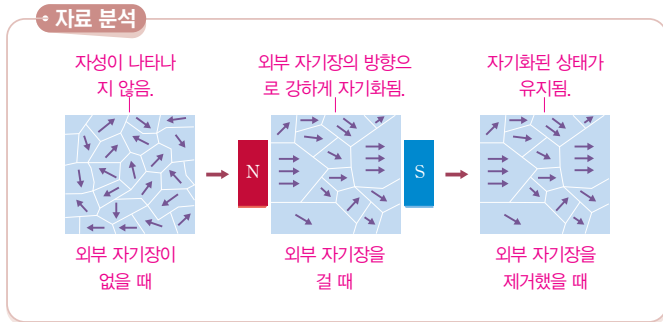 자료 분석
자성이 나타나
지 않음.
외부 자기장의 방향으
로 강하게 자기화됨.
자기화된 상태가
유지됨.
N
S
외부 자기장이
없을 때
외부 자기장을
걸 때
외부 자기장을
제거했을 때